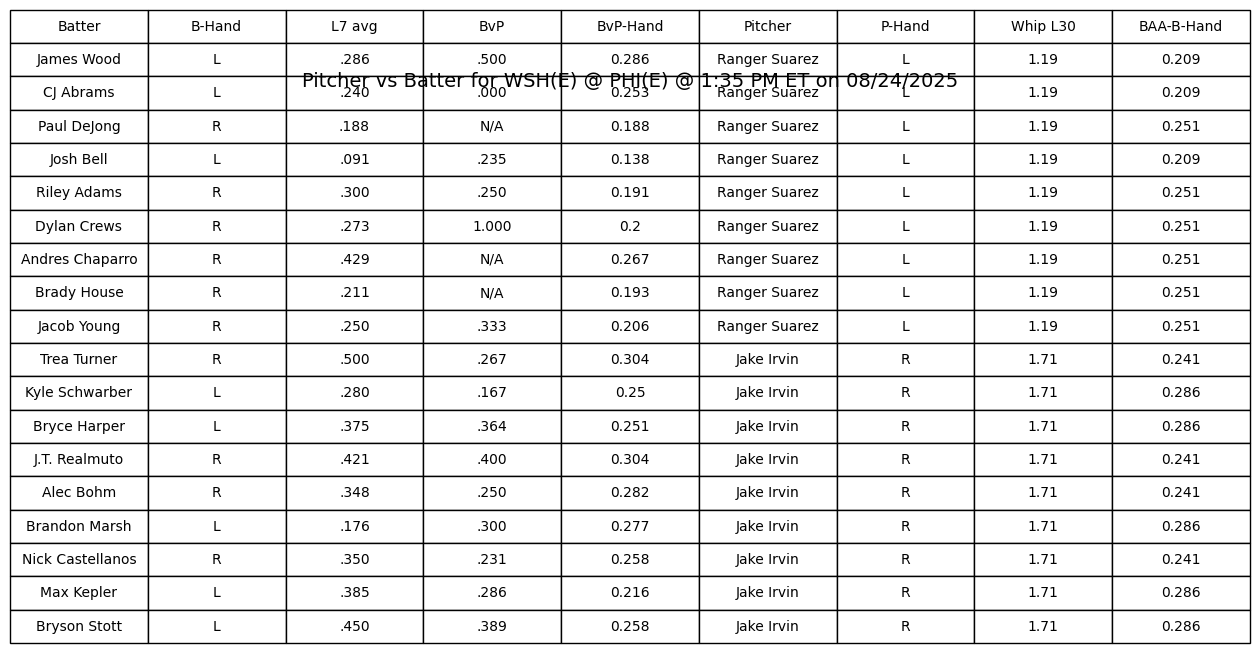 Batter B-Hand L7 avg BvP BvP-Hand Pitcher P-Hand Whip L30 BAA-B-Hand
James Wood L .286 .500 0.286 Ranger Suarez L 1.19 0.209
Pitcher vs Batter for WSH(E) @ PHI(E) @ 1:35 PM ET on 08/24/2025
CJ Abrams L .240 .000 0.253 Ranger Suarez L 1.19 0.209
Paul DeJong R .188 N/A 0.188 Ranger Suarez L 1.19 0.251
Josh Bell L .091 .235 0.138 Ranger Suarez L 1.19 0.209
Riley Adams R .300 .250 0.191 Ranger Suarez L 1.19 0.251
Dylan Crews R .273 1.000 0.2 Ranger Suarez L 1.19 0.251
Andres Chaparro R .429 N/A 0.267 Ranger Suarez L 1.19 0.251
Brady House R .211 N/A 0.193 Ranger Suarez L 1.19 0.251
Jacob Young R .250 .333 0.206 Ranger Suarez L 1.19 0.251
Trea Turner R .500 .267 0.304 Jake Irvin R 1.71 0.241
Kyle Schwarber L .280 .167 0.25 Jake Irvin R 1.71 0.286
Bryce Harper L .375 .364 0.251 Jake Irvin R 1.71 0.286
J.T. Realmuto R .421 .400 0.304 Jake Irvin R 1.71 0.241
Alec Bohm R .348 .250 0.282 Jake Irvin R 1.71 0.241
Brandon Marsh L .176 .300 0.277 Jake Irvin R 1.71 0.286
Nick Castellanos R .350 .231 0.258 Jake Irvin R 1.71 0.241
Max Kepler L .385 .286 0.216 Jake Irvin R 1.71 0.286
Bryson Stott L .450 .389 0.258 Jake Irvin R 1.71 0.286